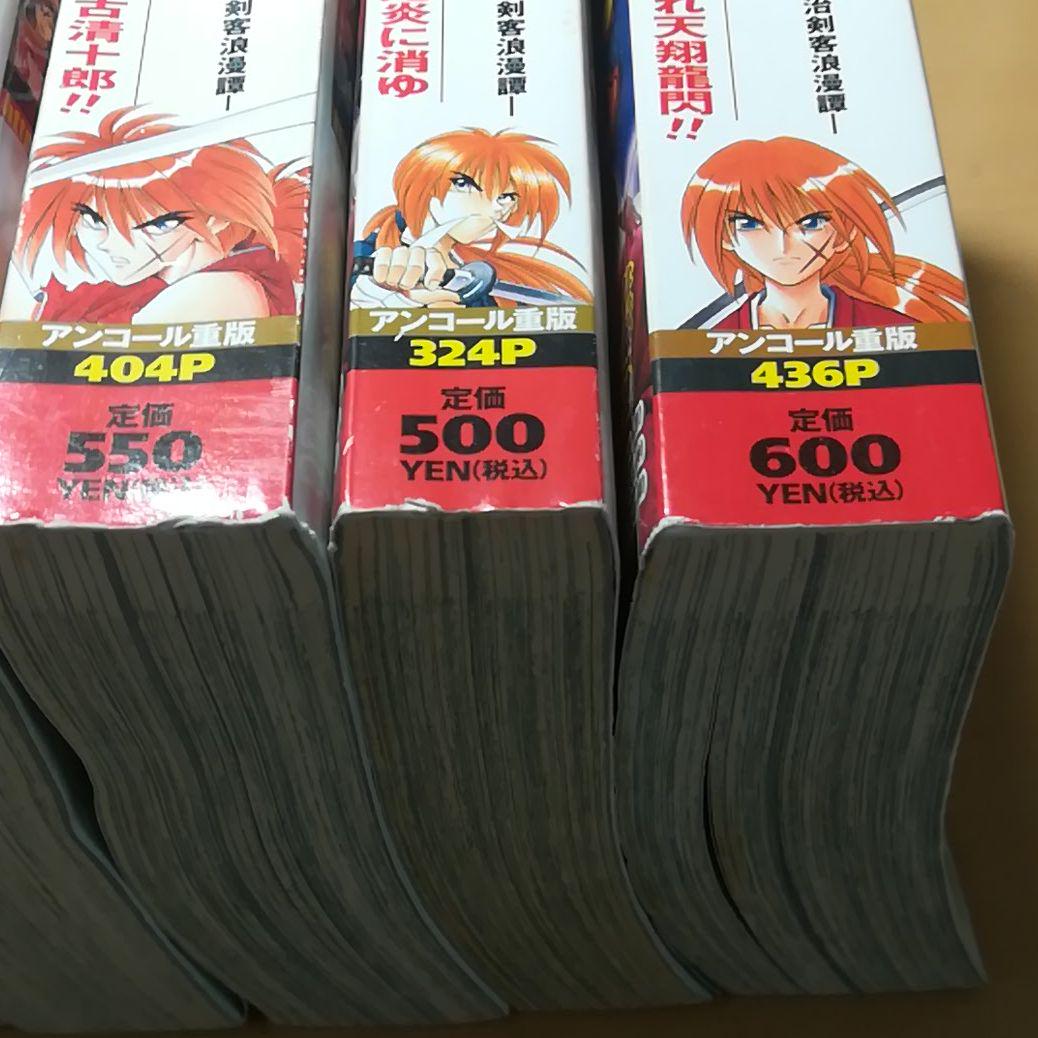 古清十郎!!
剣客浪漫譚―
アンコール重版
404P
定価
550
YEN(税込)
炎に消ゆ
剣客浪漫譚―
アンコール重版
324P
定価
500
YEN(税込)
れ天翔龍閃!!
治剣客浪漫譚―
アンコール重版
436P
定価
600
YEN(税込)